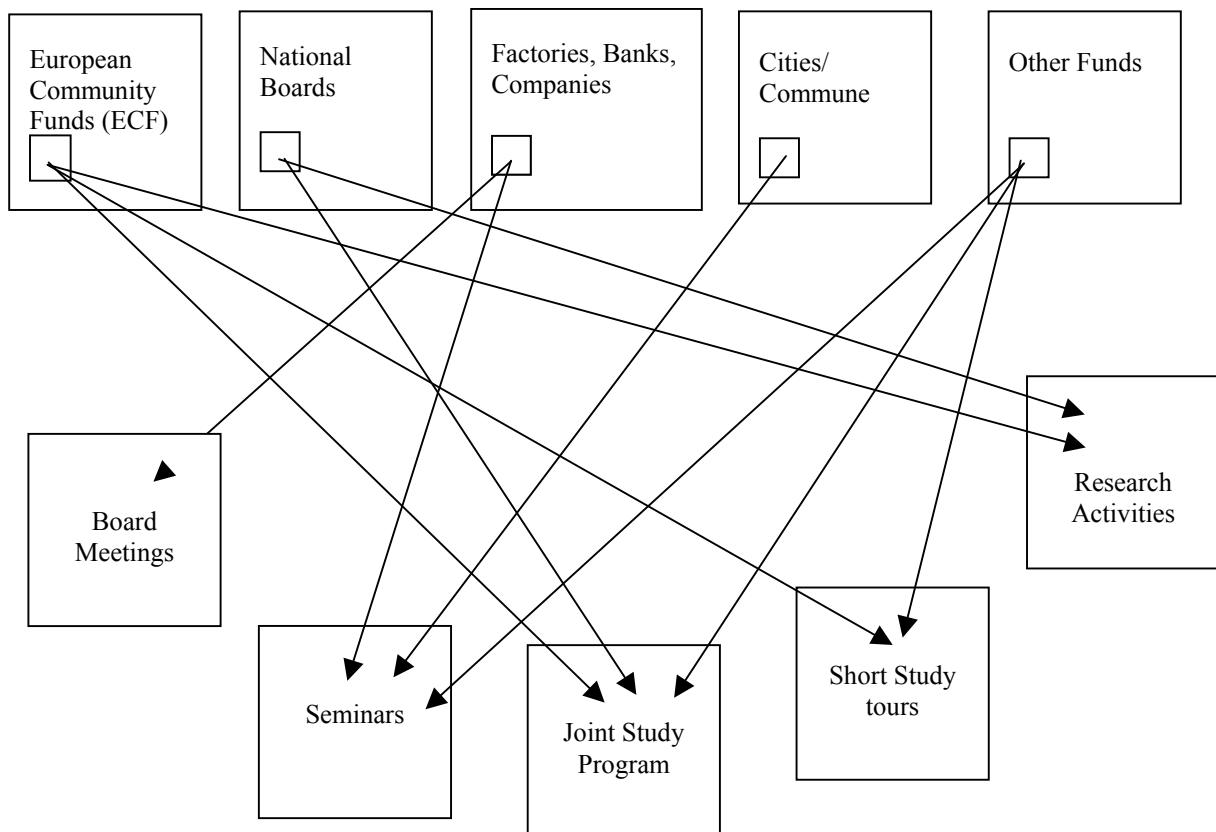 European
Community
Funds (ECF)
National
Boards
Factories, Banks,
Companies
Cities/
Commune
Other Funds
Board
Meetings
Seminars
Joint Study
Program
Short Study
tours
Research
Activities